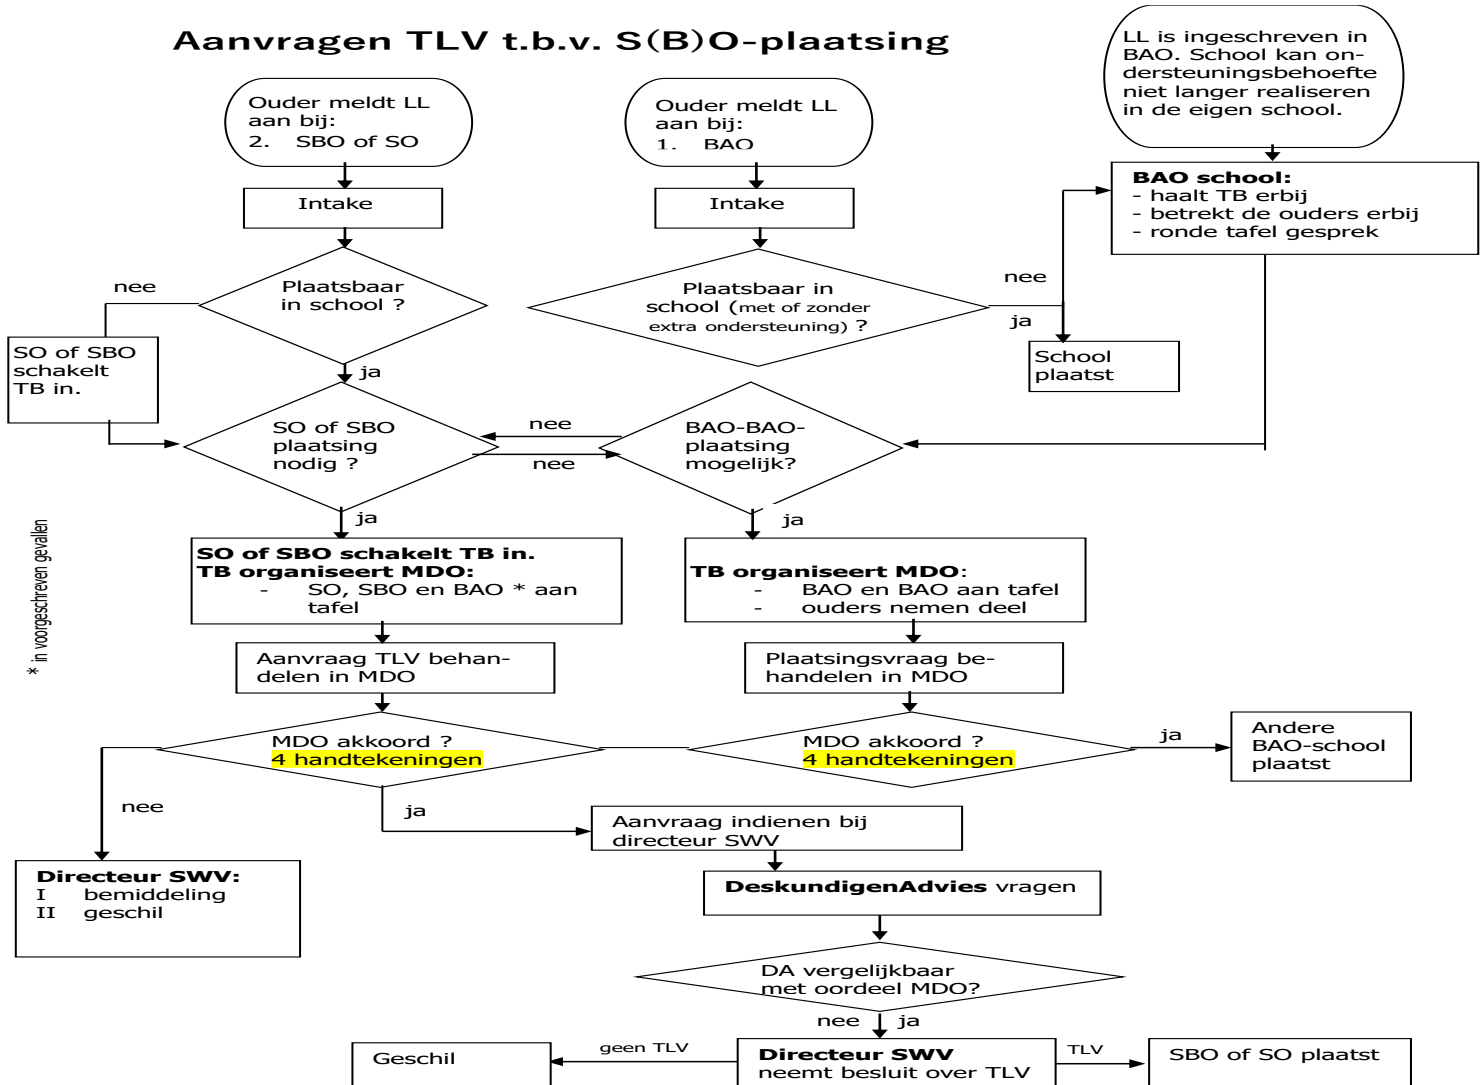 Aanvragen TLV t.b.v. S(B)O-plaatsing
LL is ingeschreven in
BAO. School kan on-
dersteuningsbehoefte
niet langer realiseren
in de eigen school.
Ouder meldt LL
aan bij:
2. SBO of SO
Ouder meldt LL
aan bij:
1. BAO
Intake
Intake
BAO school:
- haalt TB erbij
- betrekt de ouders erbij
- ronde tafel gesprek
nee
Plaatsbaar
in school ?
Plaatsbaar in
school (met of zonder
extra ondersteuning) ?
nee
ja
School
plaatst
SO of SBO
schakelt
TB in.
ja
SO of SBO
plaatsing
nodig ?
nee
nee
BAO-BAO-
plaatsing
mogelijk?
ja
ja
* in voorgeschreven gevallen
SO of SBO schakelt TB in.
TB organiseert MDO:
- SO, SBO en BAO * aan
tafel
TB organiseert MDO:
- BAO en BAO aan tafel
- ouders nemen deel
Aanvraag TLV behan-
delen in MDO
Plaatsingsvraag be-
handelen in MDO
MDO akkoord ?
4 handtekeningen
MDO akkoord ?
4 handtekeningen
ja
Andere
BAO-school
plaatst
nee
ja
Aanvraag indienen bij
directeur SWV
Directeur SWV:
I bemiddeling
II geschil
DeskundigenAdvies vragen
DA vergelijkbaar
met oordeel MDO?
nee
ja
Geschil
geen TLV
Directeur SWV
neemt besluit over TLV
TLV
SBO of SO plaatst